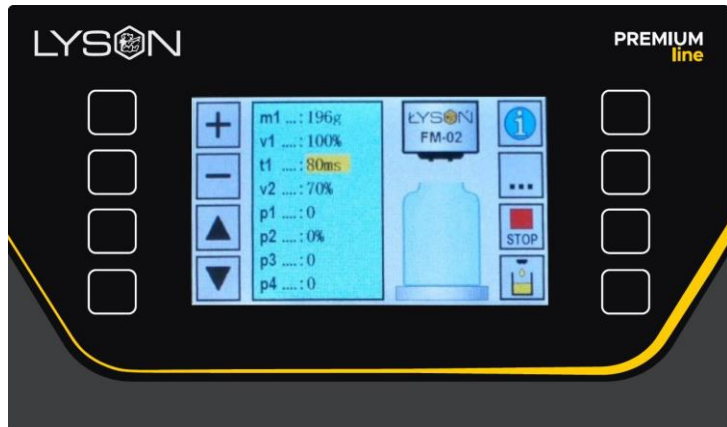 LYSON
PREMIUM
line
+
−
m1 ...: 196g
v1 ....: 100%
t1 ....: 80ms
v2 ....: 70%
p1 ....: 0
p2 ....: 0%
p3 ....: 0
p4 ....: 0
ŁYSOŃ
FM-02
i
...
STOP